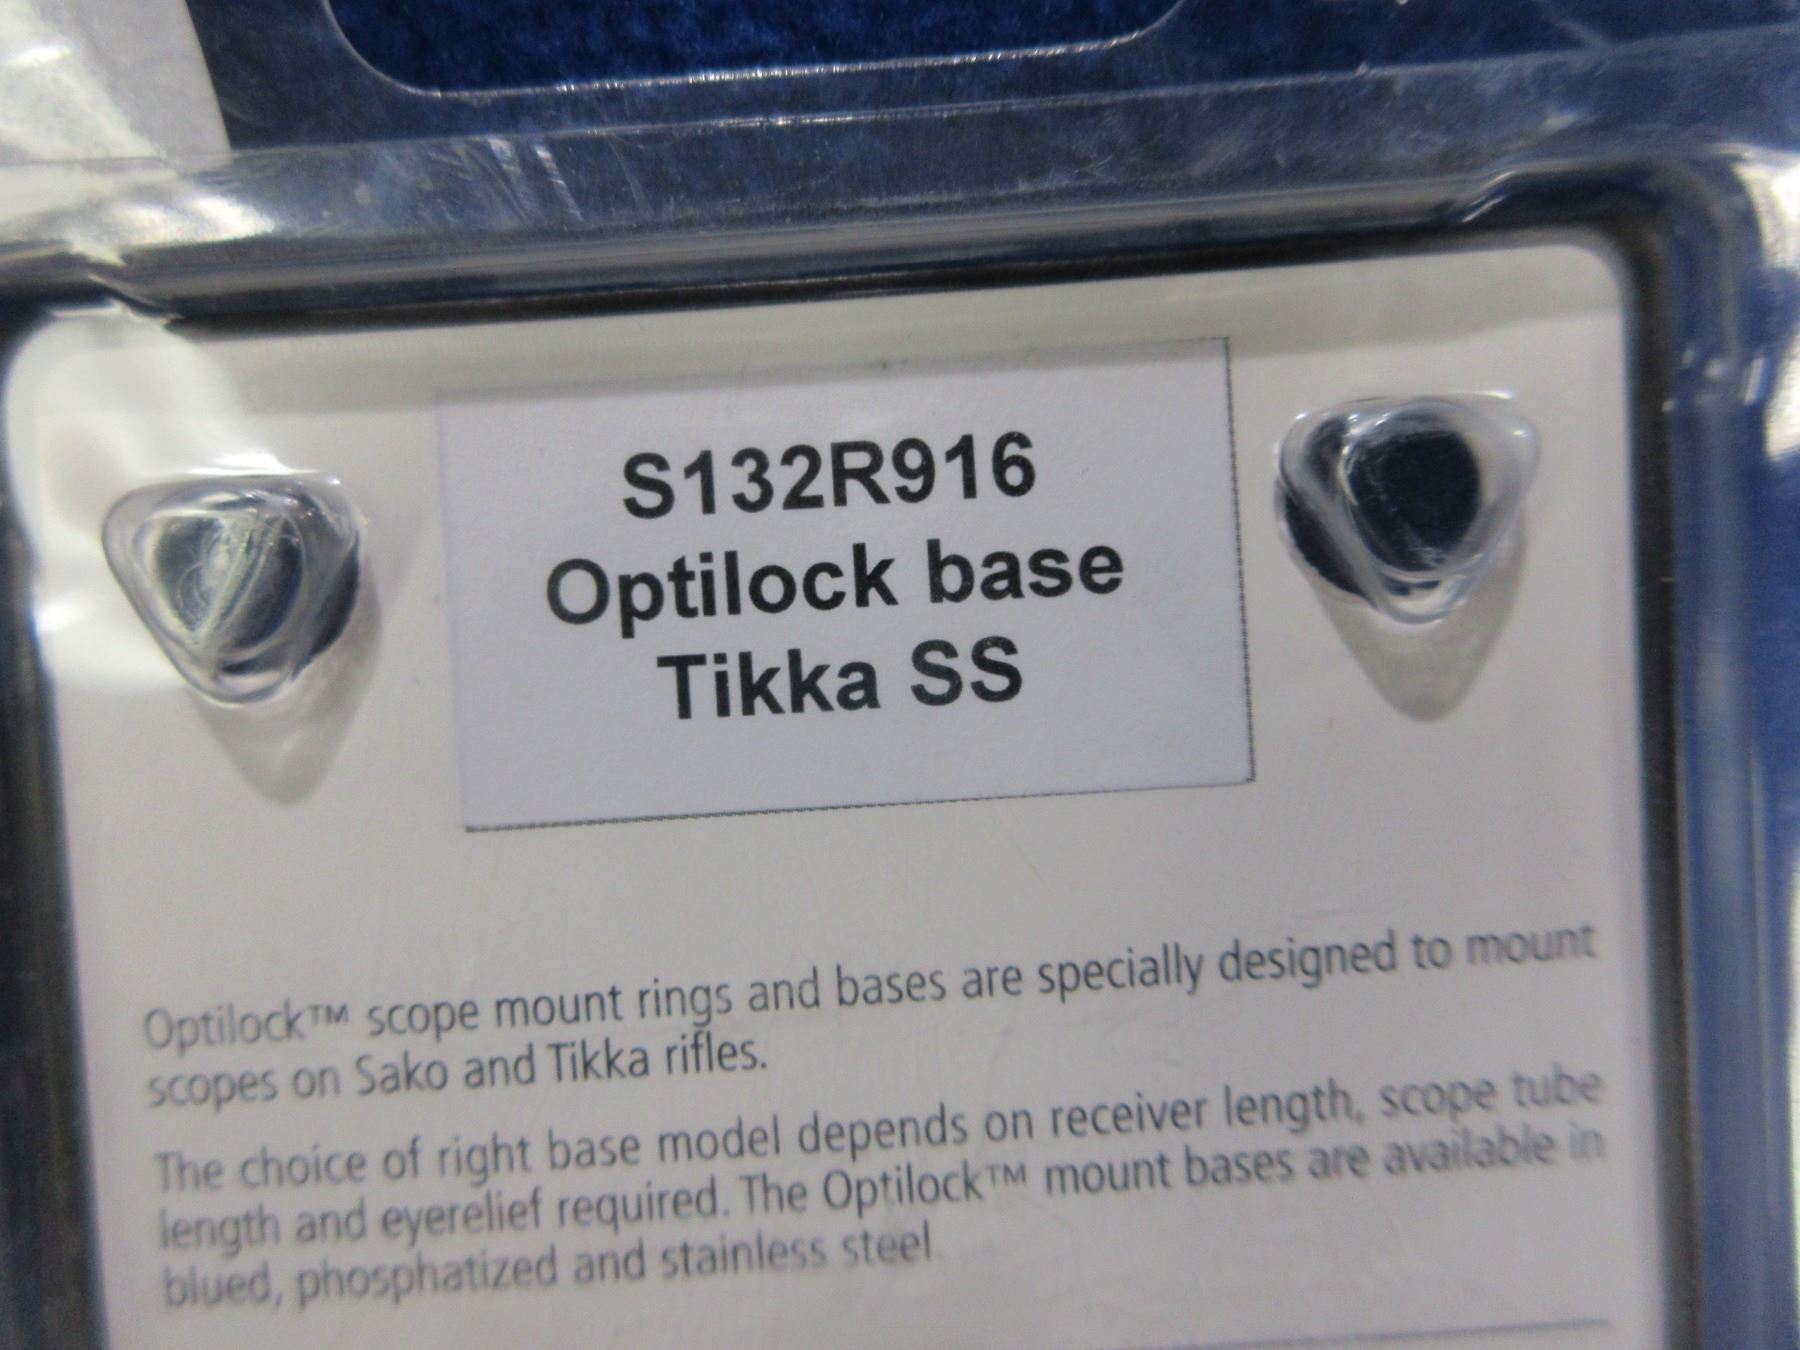 S132R916
Optilock base
Tikka SS
Optilock™ scope mount rings and bases are specially designed to mount
scopes on Sako and Tikka rifles.
The choice of right base model depends on receiver length, scope tube
length and eyerelief required. The Optilock™ mount bases are available in
blued, phosphatized and stainless steel.